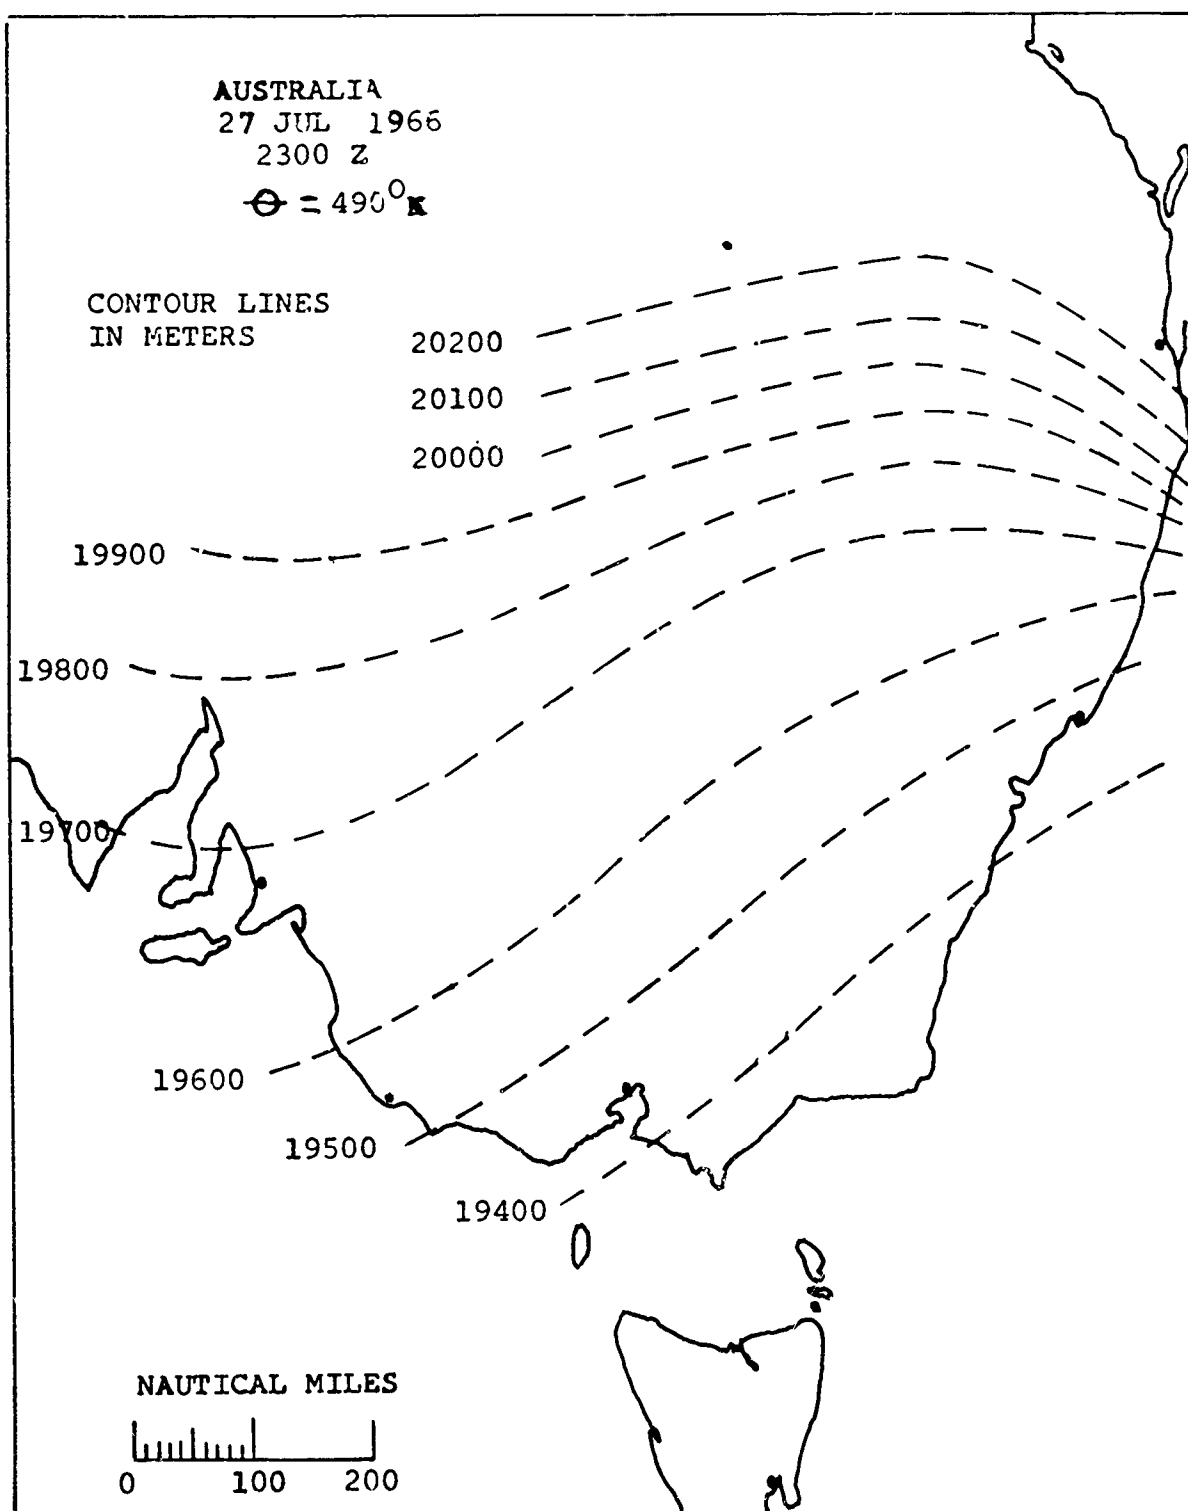 AUSTRALIA
27 JUL 1966
2300 Z
Θ = 490°K
CONTOUR LINES
IN METERS
20200
20100
20000
19900
19800
19700
19600
19500
19400
NAUTICAL MILES
0 100 200